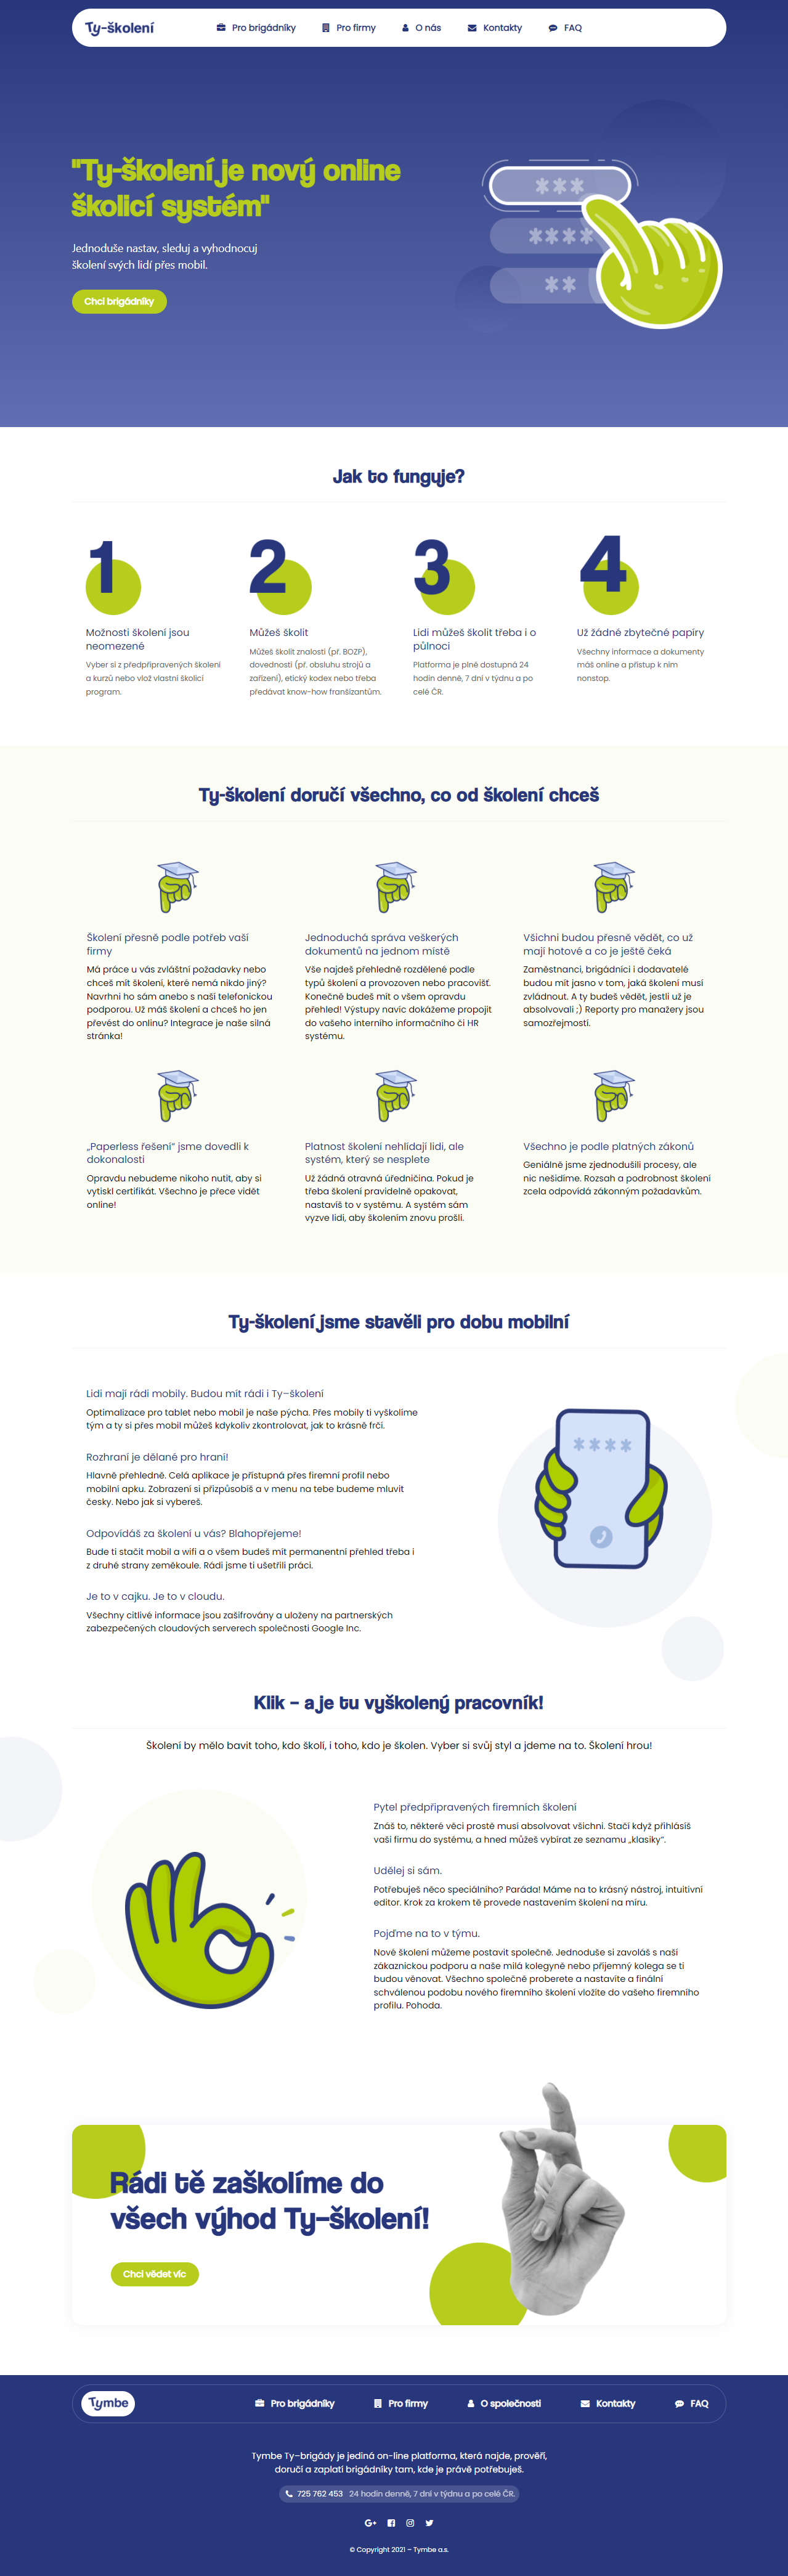 Ty-školení
Pro brigádníky
Pro firmy
O nás
Kontakty
FAQ
"Ty-školení je nový online
školicí systém"
Jednoduše nastav, sleduj a vyhodnocuj
školení svých lidí přes mobil.
Chci brigádníky
***
****
**
Jak to funguje?
1
2
3
4
Možnosti školení jsou
neomezené
Vyber si z předpřipravených školení
a kurzů nebo vlož vlastní školicí
program.
Můžeš školit
Můžeš školit znalosti (př. BOZP),
dovednosti (př. obsluhu strojů a
zařízení), etický kodex nebo třeba
předávat know-how franšízantům.
Lidi můžeš školit třeba i o
půlnoci
Platforma je plně dostupná 24
hodin denně, 7 dní v týdnu a po
celé ČR.
Už žádné zbytečné papíry
Všechny informace a dokumenty
máš online a přístup k nim
nonstop.
Ty-školení doručí všechno, co od školení chceš
Školení přesně podle potřeb vaší
firmy
Má práce u vás zvláštní požadavky nebo
chceš mít školení, které nemá nikdo jiný?
Navrhni ho sám anebo s naší telefonickou
podporou. Už máš školení a chceš ho jen
převést do onlinu? Integrace je naše silná
stránka!
Jednoduchá správa veškerých
dokumentů na jednom místě
Vše najdeš přehledně rozdělené podle
typů školení a provozoven nebo pracovišť.
Konečně budeš mít o všem opravdu
přehled! Výstupy navíc dokážeme propojit
do vašeho interního informačního či HR
systému.
Všichni budou přesně vědět, co už
mají hotové a co je ještě čeká
Zaměstnanci, brigádníci i dodavatelé
budou mít jasno v tom, jaká školení musí
zvládnout. A ty budeš vědět, jestli už je
absolvovali ;) Reporty pro manažery jsou
samozřejmostí.
„Paperless řešení“ jsme dovedli k
dokonalosti
Opravdu nebudeme nikoho nutit, aby si
vytiskl certifikát. Všechno je přece vidět
online!
Platnost školení nehlídají lidi, ale
systém, který se nesplete
Už žádná otravná úředničina. Pokud je
třeba školení pravidelně opakovat,
nastavíš to v systému. A systém sám
vyzve lidi, aby školením znovu prošli.
Všechno je podle platných zákonů
Geniálně jsme zjednodušili procesy, ale
nic nešidíme. Rozsah a podrobnost školení
zcela odpovídá zákonným požadavkům.
Ty-školení jsme stavěli pro dobu mobilní
Lidi mají rádi mobily. Budou mít rádi i Ty–školení
Optimalizace pro tablet nebo mobil je naše pýcha. Přes mobily ti vyškolíme
tým a ty si přes mobil můžeš kdykoliv zkontrolovat, jak to krásně frčí.
Rozhraní je dělané pro hraní!
Hlavně přehledně. Celá aplikace je přístupná přes firemní profil nebo
mobilní apku. Zobrazení si přizpůsobíš a v menu na tebe budeme mluvit
česky. Nebo jak si vybereš.
Odpovídáš za školení u vás? Blahopřejeme!
Bude ti stačit mobil a wifi a o všem budeš mít permanentní přehled třeba i
z druhé strany zeměkoule. Rádi jsme ti ušetřili práci.
Je to v cajku. Je to v cloudu.
Všechny citlivé informace jsou zašifrovány a uloženy na partnerských
zabezpečených cloudových serverech společnosti Google Inc.
****
Klik – a je tu vyškolený pracovník!
Školení by mělo bavit toho, kdo školí, i toho, kdo je školen. Vyber si svůj styl a jdeme na to. Školení hrou!
Pytel předpřipravených firemních školení
Znáš to, některé věci prostě musí absolvovat všichni. Stačí když přihlásíš
vaši firmu do systému, a hned můžeš vybírat ze seznamu „klasiky“.
Udělej si sám.
Potřebuješ něco speciálního? Paráda! Máme na to krásný nástroj, intuitivní
editor. Krok za krokem tě provede nastavením školení na míru.
Pojďme na to v týmu.
Nové školení můžeme postavit společně. Jednoduše si zavoláš s naší
zákaznickou podporu a naše milá kolegyně nebo příjemný kolega se ti
budou věnovat. Všechno společně proberete a nastavíte a finální
schválenou podobu nového firemního školení vložíte do vašeho firemního
profilu. Pohoda.
Rádi tě zaškolíme do
všech výhod Ty–školení!
Chci vědet víc
Tymbe
Pro brigádníky
Pro firmy
O společnosti
Kontakty
FAQ
Tymbe Ty–brigády je jediná on-line platforma, která najde, prověří,
doručí a zaplatí brigádníky tam, kde je právě potřebuješ.
725 762 453 24 hodin denně, 7 dní v týdnu a po celé ČR.
G+
© Copyright 2021 – Tymbe a.s.